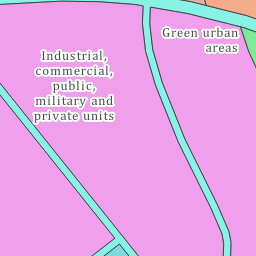 Green urban
areas
Industrial,
commercial,
public,
military and
private units